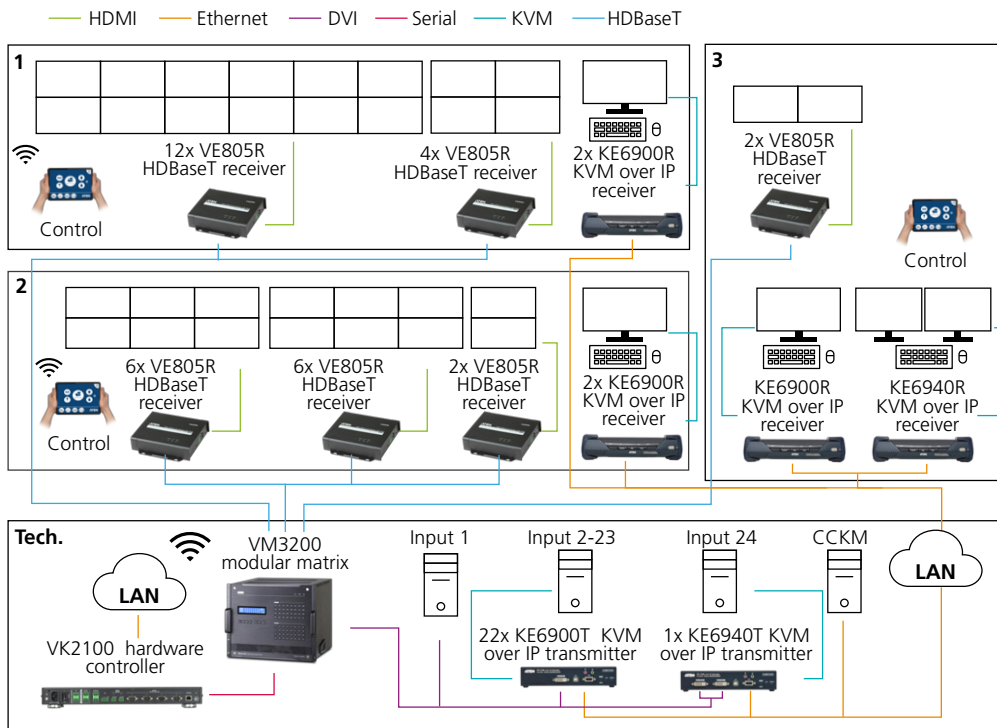 HDMI Ethernet DVI Serial KVM HDBaseT
1
12x VE805R
HDBaseT receiver
4x VE805R
HDBaseT receiver
2x KE6900R
KVM over IP
receiver
Control
2
6x VE805R
HDBaseT
receiver
6x VE805R
HDBaseT
receiver
2x VE805R
HDBaseT
receiver
2x KE6900R
KVM over IP
receiver
Control
3
2x VE805R
HDBaseT
receiver
Control
KE6900R
KVM over IP
receiver
KE6940R
KVM over IP
receiver
Tech.
LAN
VM3200
modular matrix
VK2100 hardware
controller
Input 1
Input 2-23
Input 24
CCKM
22x KE6900T KVM
over IP transmitter
1x KE6940T KVM
over IP transmitter
LAN